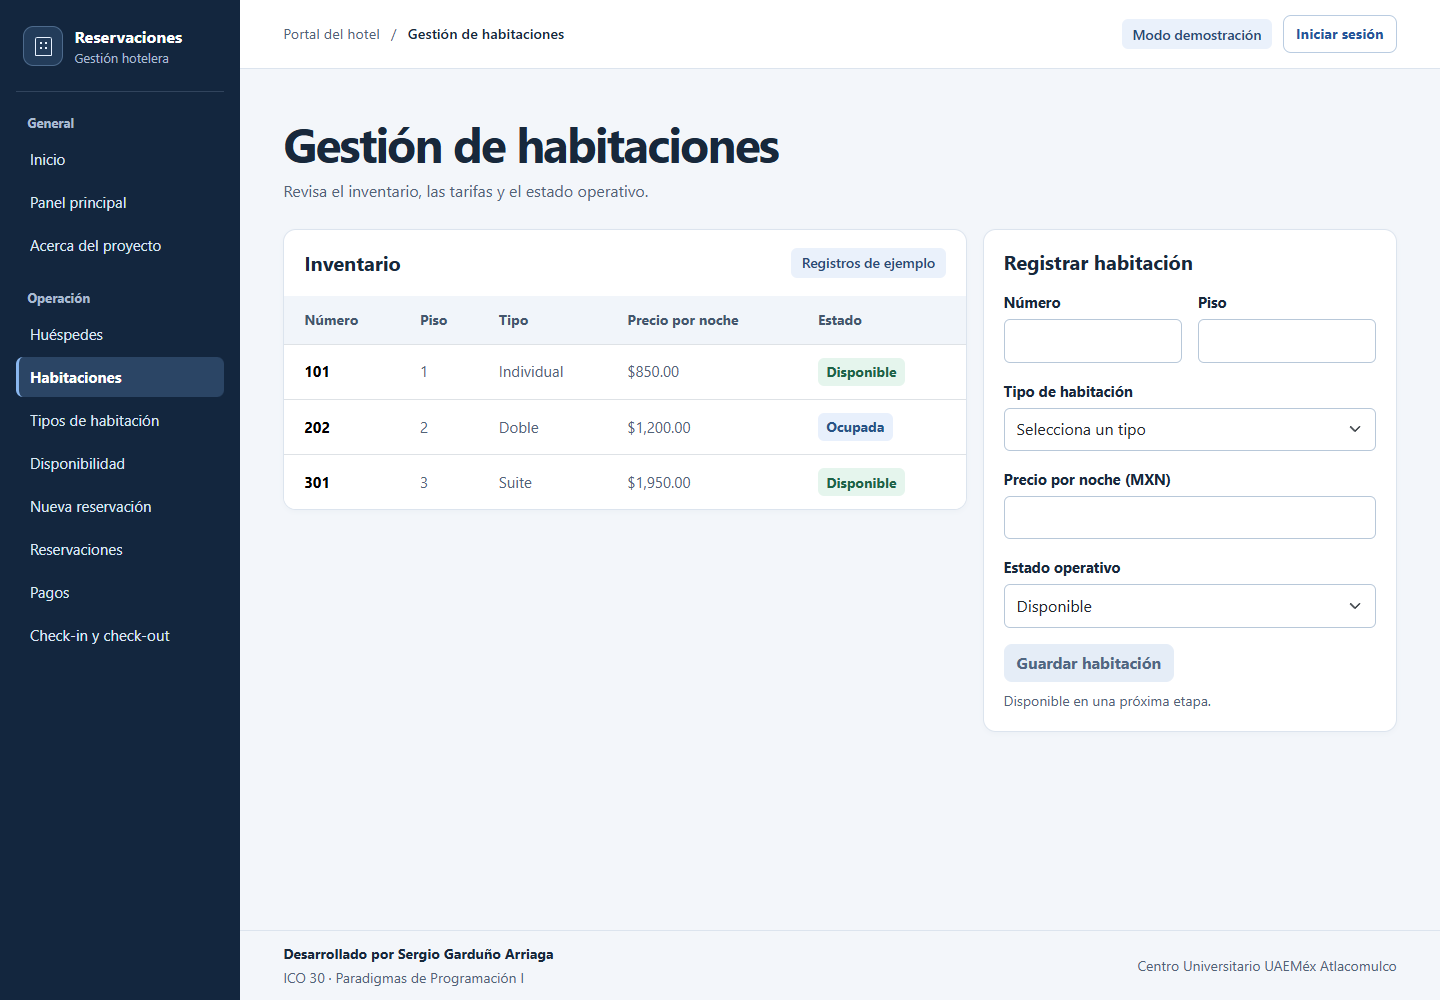 Reservaciones
Gestión hotelera
General
Inicio
Panel principal
Acerca del proyecto
Operación
Huéspedes
Habitaciones
Tipos de habitación
Disponibilidad
Nueva reservación
Reservaciones
Pagos
Check-in y check-out
Portal del hotel / Gestión de habitaciones
Modo demostración
Iniciar sesión
Gestión de habitaciones
Revisa el inventario, las tarifas y el estado operativo.
Inventario
Registros de ejemplo
Número Piso Tipo Precio por noche Estado
101 1 Individual $850.00 Disponible
202 2 Doble $1,200.00 Ocupada
301 3 Suite $1,950.00 Disponible
Registrar habitación
Número Piso
Tipo de habitación
Selecciona un tipo
Precio por noche (MXN)
Estado operativo
Disponible
Guardar habitación
Disponible en una próxima etapa.
Desarrollado por Sergio Garduño Arriaga
ICO 30 · Paradigmas de Programación I
Centro Universitario UAEMéx Atlacomulco